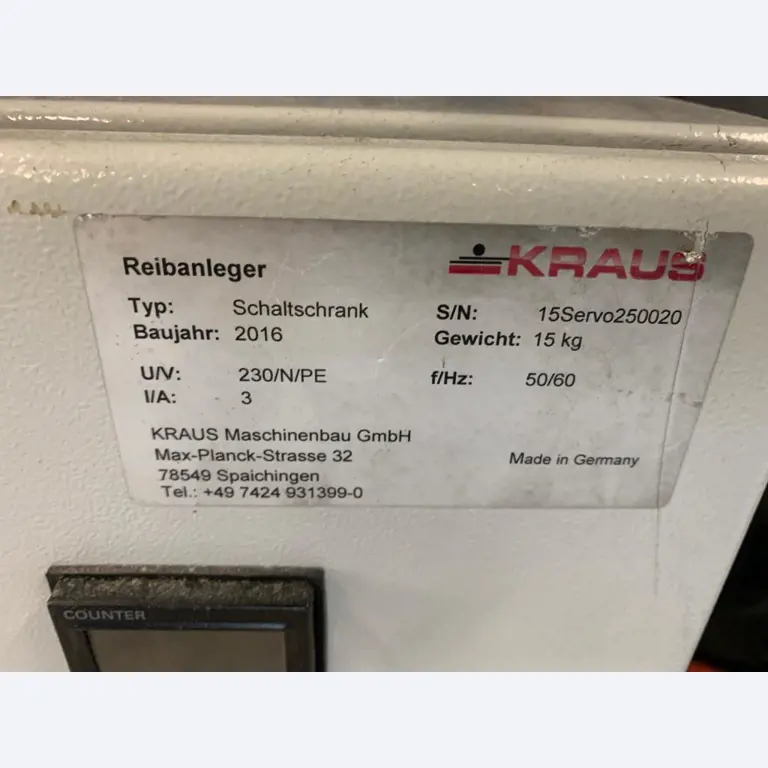 Reibanleger
KRAUS
Typ: Schaltschrank
S/N: 15Servo250020
Baujahr: 2016
Gewicht: 15 kg
U/V: 230/N/PE
f/Hz: 50/60
I/A: 3
KRAUS Maschinenbau GmbH
Max-Planck-Strasse 32
78549 Spaichingen
Tel.: +49 7424 931399-0
Made in Germany
COUNTER